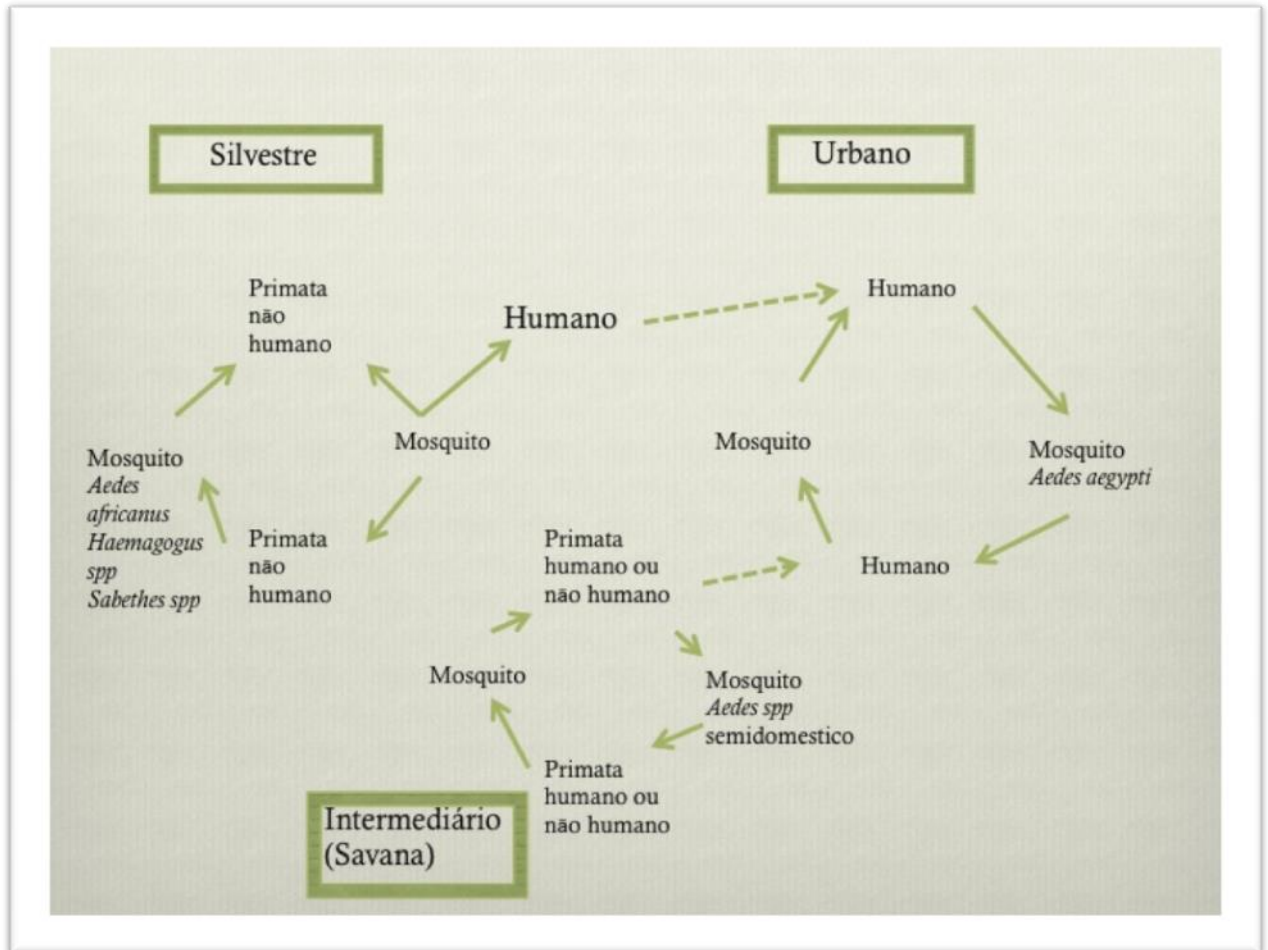 Silvestre
Urbano
Primata
não
humano
Humano
Humano
Mosquito
Mosquito
Mosquito
Aedes aegypti
Mosquito
Aedes
africanus
Haemagogus
spp
Sabethes spp
Primata
não
humano
Primata
humano ou
não humano
Humano
Mosquito
Mosquito
Aedes spp
semidomestico
Primata
humano ou
não humano
Intermediário
(Savana)